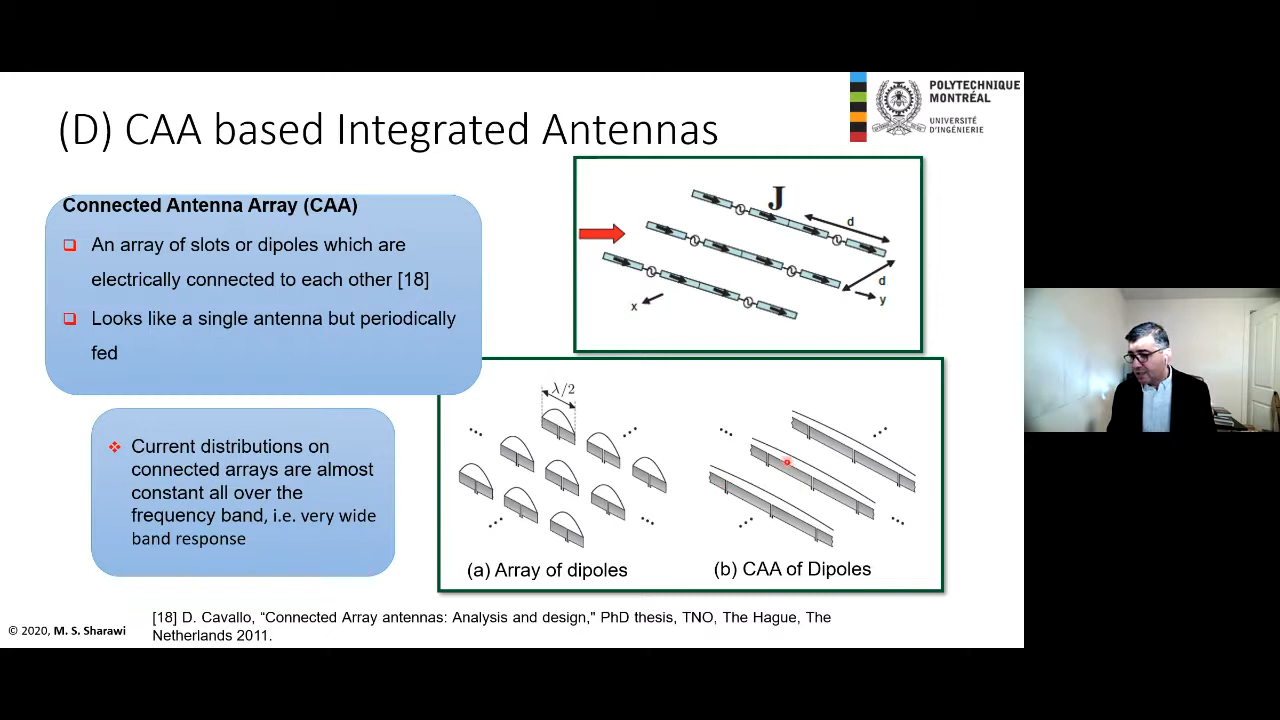 POLYTECHNIQUE
MONTRÉAL
UNIVERSITÉ
D'INGÉNIERIE
(D) CAA based Integrated Antennas
Connected Antenna Array (CAA)
An array of slots or dipoles which are
electrically connected to each other [18]
Looks like a single antenna but periodically
fed
J
d
d
x
y
Current distributions on
connected arrays are almost
constant all over the
frequency band, i.e. very wide
band response
λ/2
(a) Array of dipoles
(b) CAA of Dipoles
[18] D. Cavallo, “Connected Array antennas: Analysis and design," PhD thesis, TNO, The Hague, The
Netherlands 2011.
© 2020, M. S. Sharawi